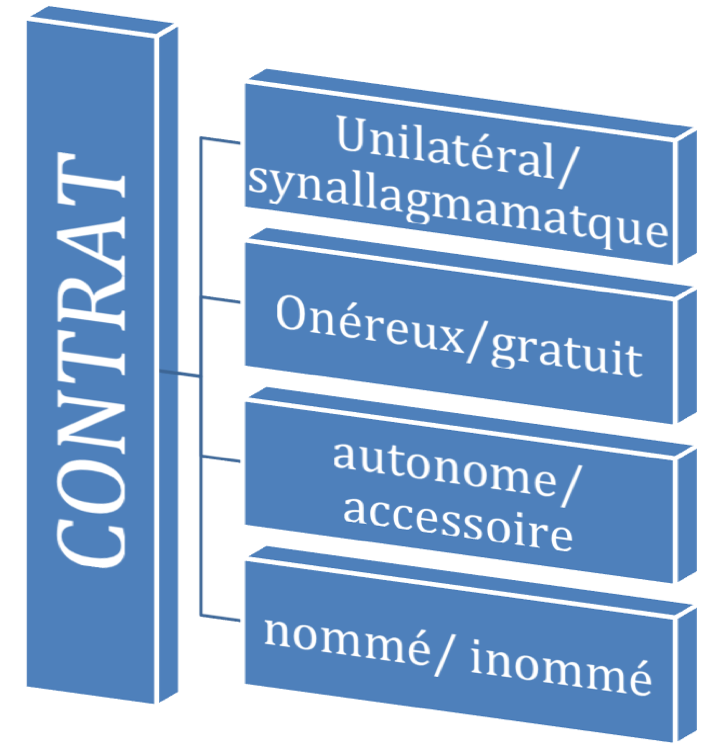 CONTRAT
Unilatéral/
synallagmamatque
Onéreux/gratuit
autonome/
accessoire
nommé/ inommé